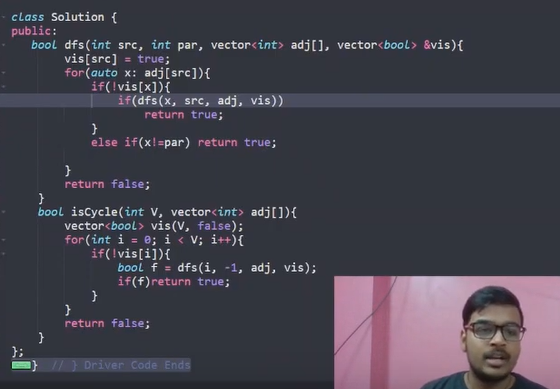 class Solution {
public:
bool dfs(int src, int par, vector<int> adj[], vector<bool> &vis){
vis[src] = true;
for(auto x: adj[src]){
if(!vis[x]){
if(dfs(x, src, adj, vis))
return true;
}
else if(x!=par) return true;
}
return false;
}
bool isCycle(int V, vector<int> adj[]){
vector<bool> vis(V, false);
for(int i = 0; i < V; i++){
if(!vis[i]){
bool f = dfs(i, -1, adj, vis);
if(f)return true;
}
}
return false;
}
};
} // } Driver Code Ends